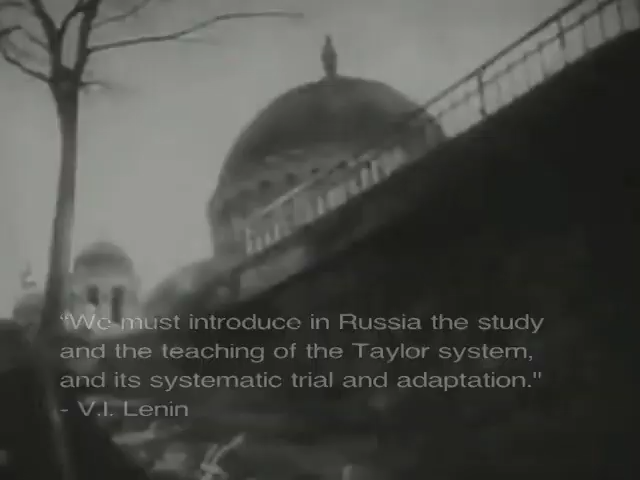 “We must introduce in Russia the study
and the teaching of the Taylor system,
and its systematic trial and adaptation."
- V.I. Lenin